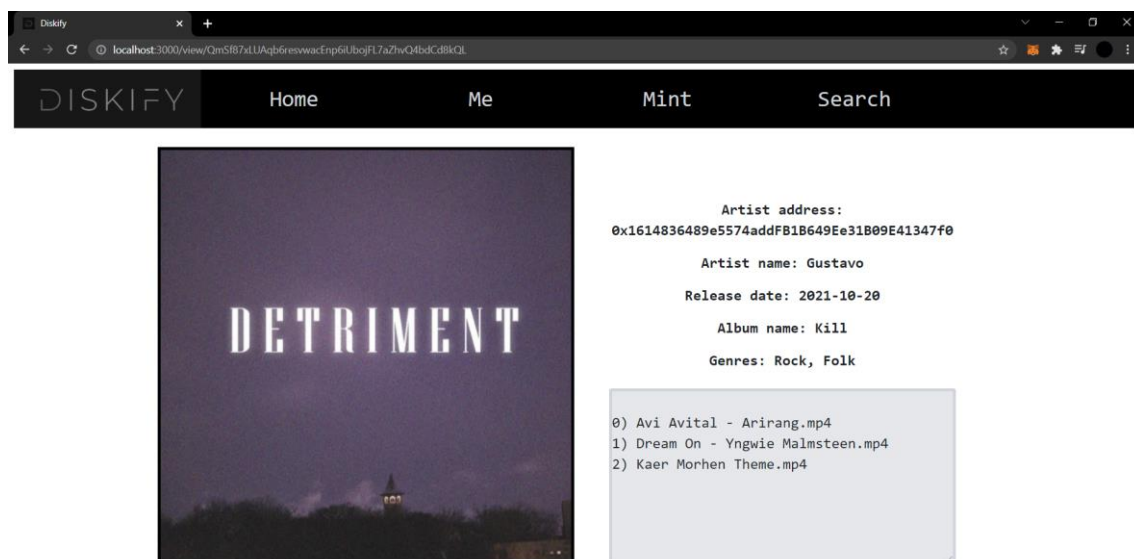 Diskify
localhost:3000/view/QmSf87xLUAqb6resvwacEnp6iUbojFL7aZhvQ4bdCd8kQL
DISKIFY Home Me Mint Search
Artist address:
0x1614836489e5574addFB1B649Ee31B09E41347f0
Artist name: Gustavo
Release date: 2021-10-20
Album name: Kill
Genres: Rock, Folk
DETRIMENT
0) Avi Avital - Arirang.mp4
1) Dream On - Yngwie Malmsteen.mp4
2) Kaer Morhen Theme.mp4